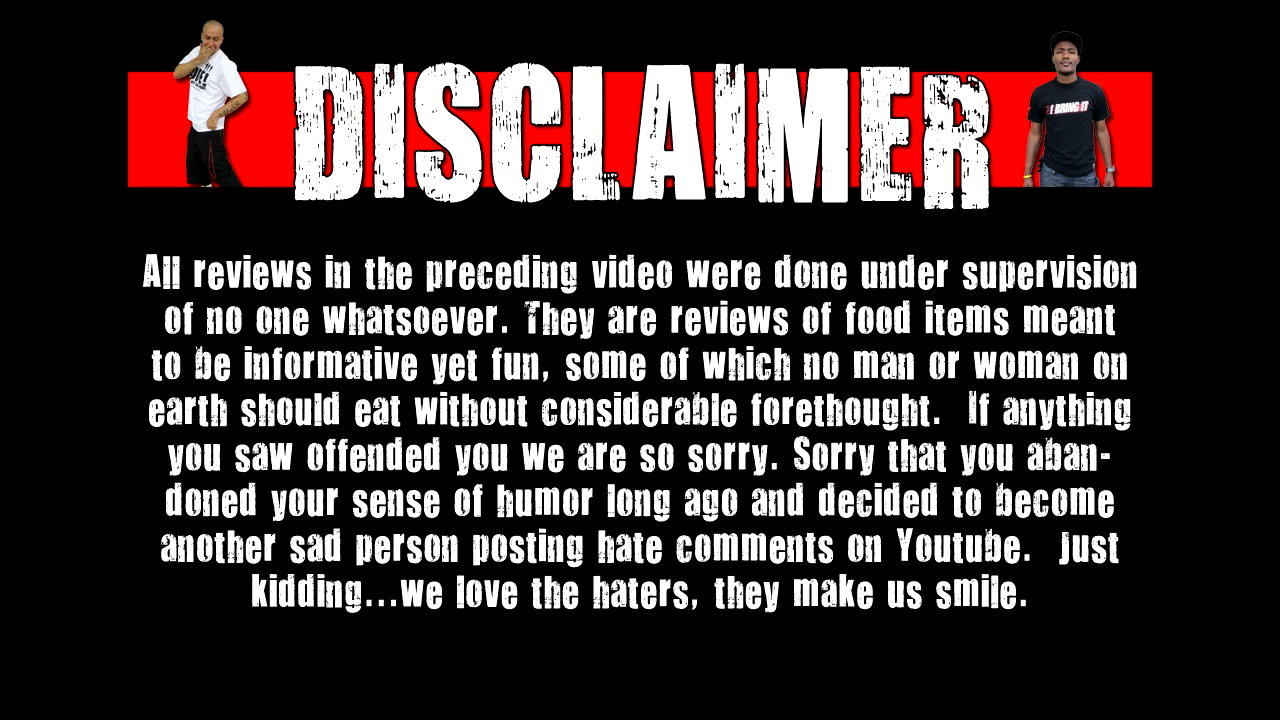 DISCLAIMER
I BRING IT
All reviews in the preceding video were done under supervision
of no one whatsoever. They are reviews of food items meant
to be informative yet fun, some of which no man or woman on
earth should eat without considerable forethought. If anything
you saw offended you we are so sorry. Sorry that you aban-
doned your sense of humor long ago and decided to become
another sad person posting hate comments on Youtube. Just
kidding...we love the haters, they make us smile.